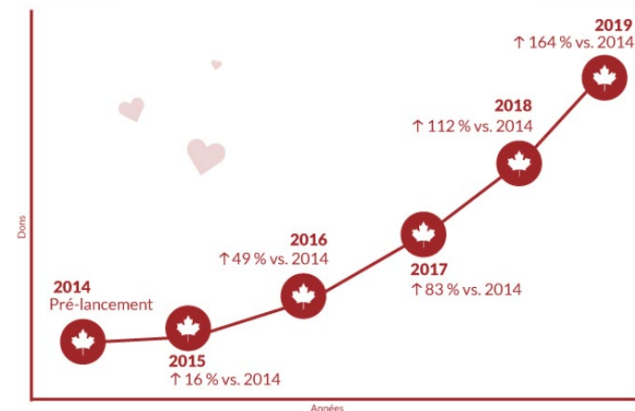 2019
↑ 164 % vs. 2014
2018
↑ 112 % vs. 2014
2016
↑ 49 % vs. 2014
2017
↑ 83 % vs. 2014
2014
Pré-lancement
2015
↑ 16 % vs. 2014
Dons
Années